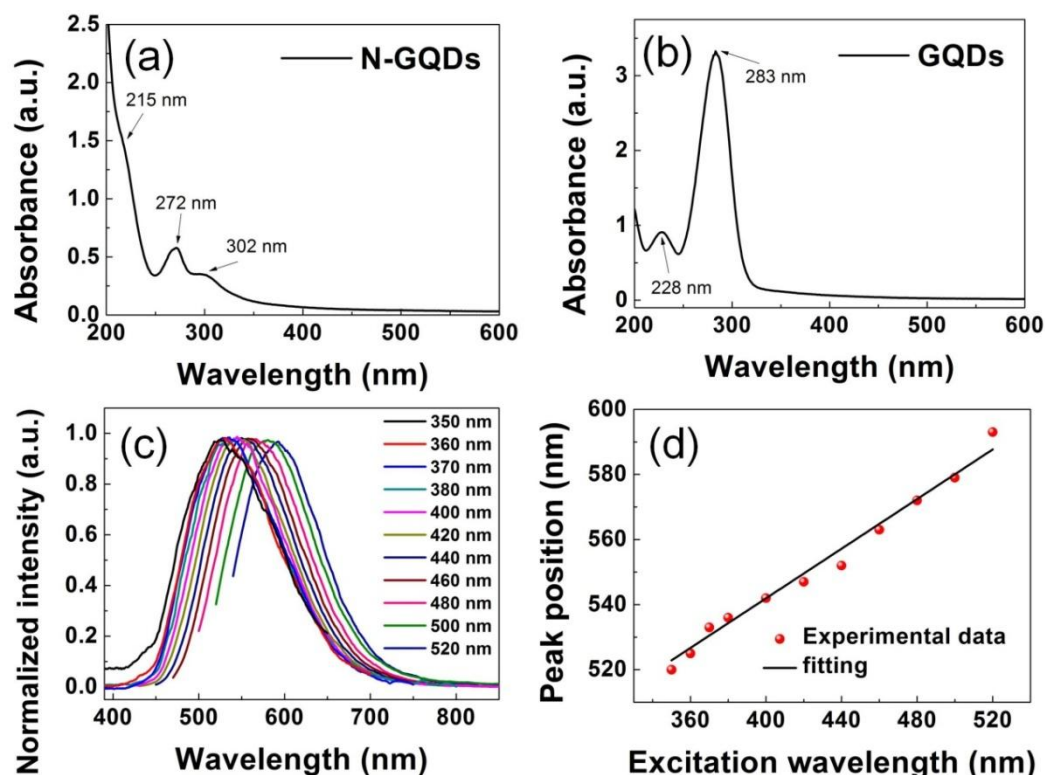 (a)
N-GQDs
215 nm
272 nm
302 nm
2.5
2.0
1.5
1.0
0.5
0.0
200
300
400
500
600
Wavelength (nm)
Absorbance (a.u.)
(b)
GQDs
283 nm
228 nm
3
2
1
0
200
300
400
500
600
Wavelength (nm)
Absorbance (a.u.)
(c)
350 nm
360 nm
370 nm
380 nm
400 nm
420 nm
440 nm
460 nm
480 nm
500 nm
520 nm
1.0
0.8
0.6
0.4
0.2
0.0
400
500
600
700
800
Wavelength (nm)
Normalized intensity (a.u.)
(d)
Experimental data
fitting
600
580
560
540
520
360
400
440
480
520
Excitation wavelength (nm)
Peak position (nm)